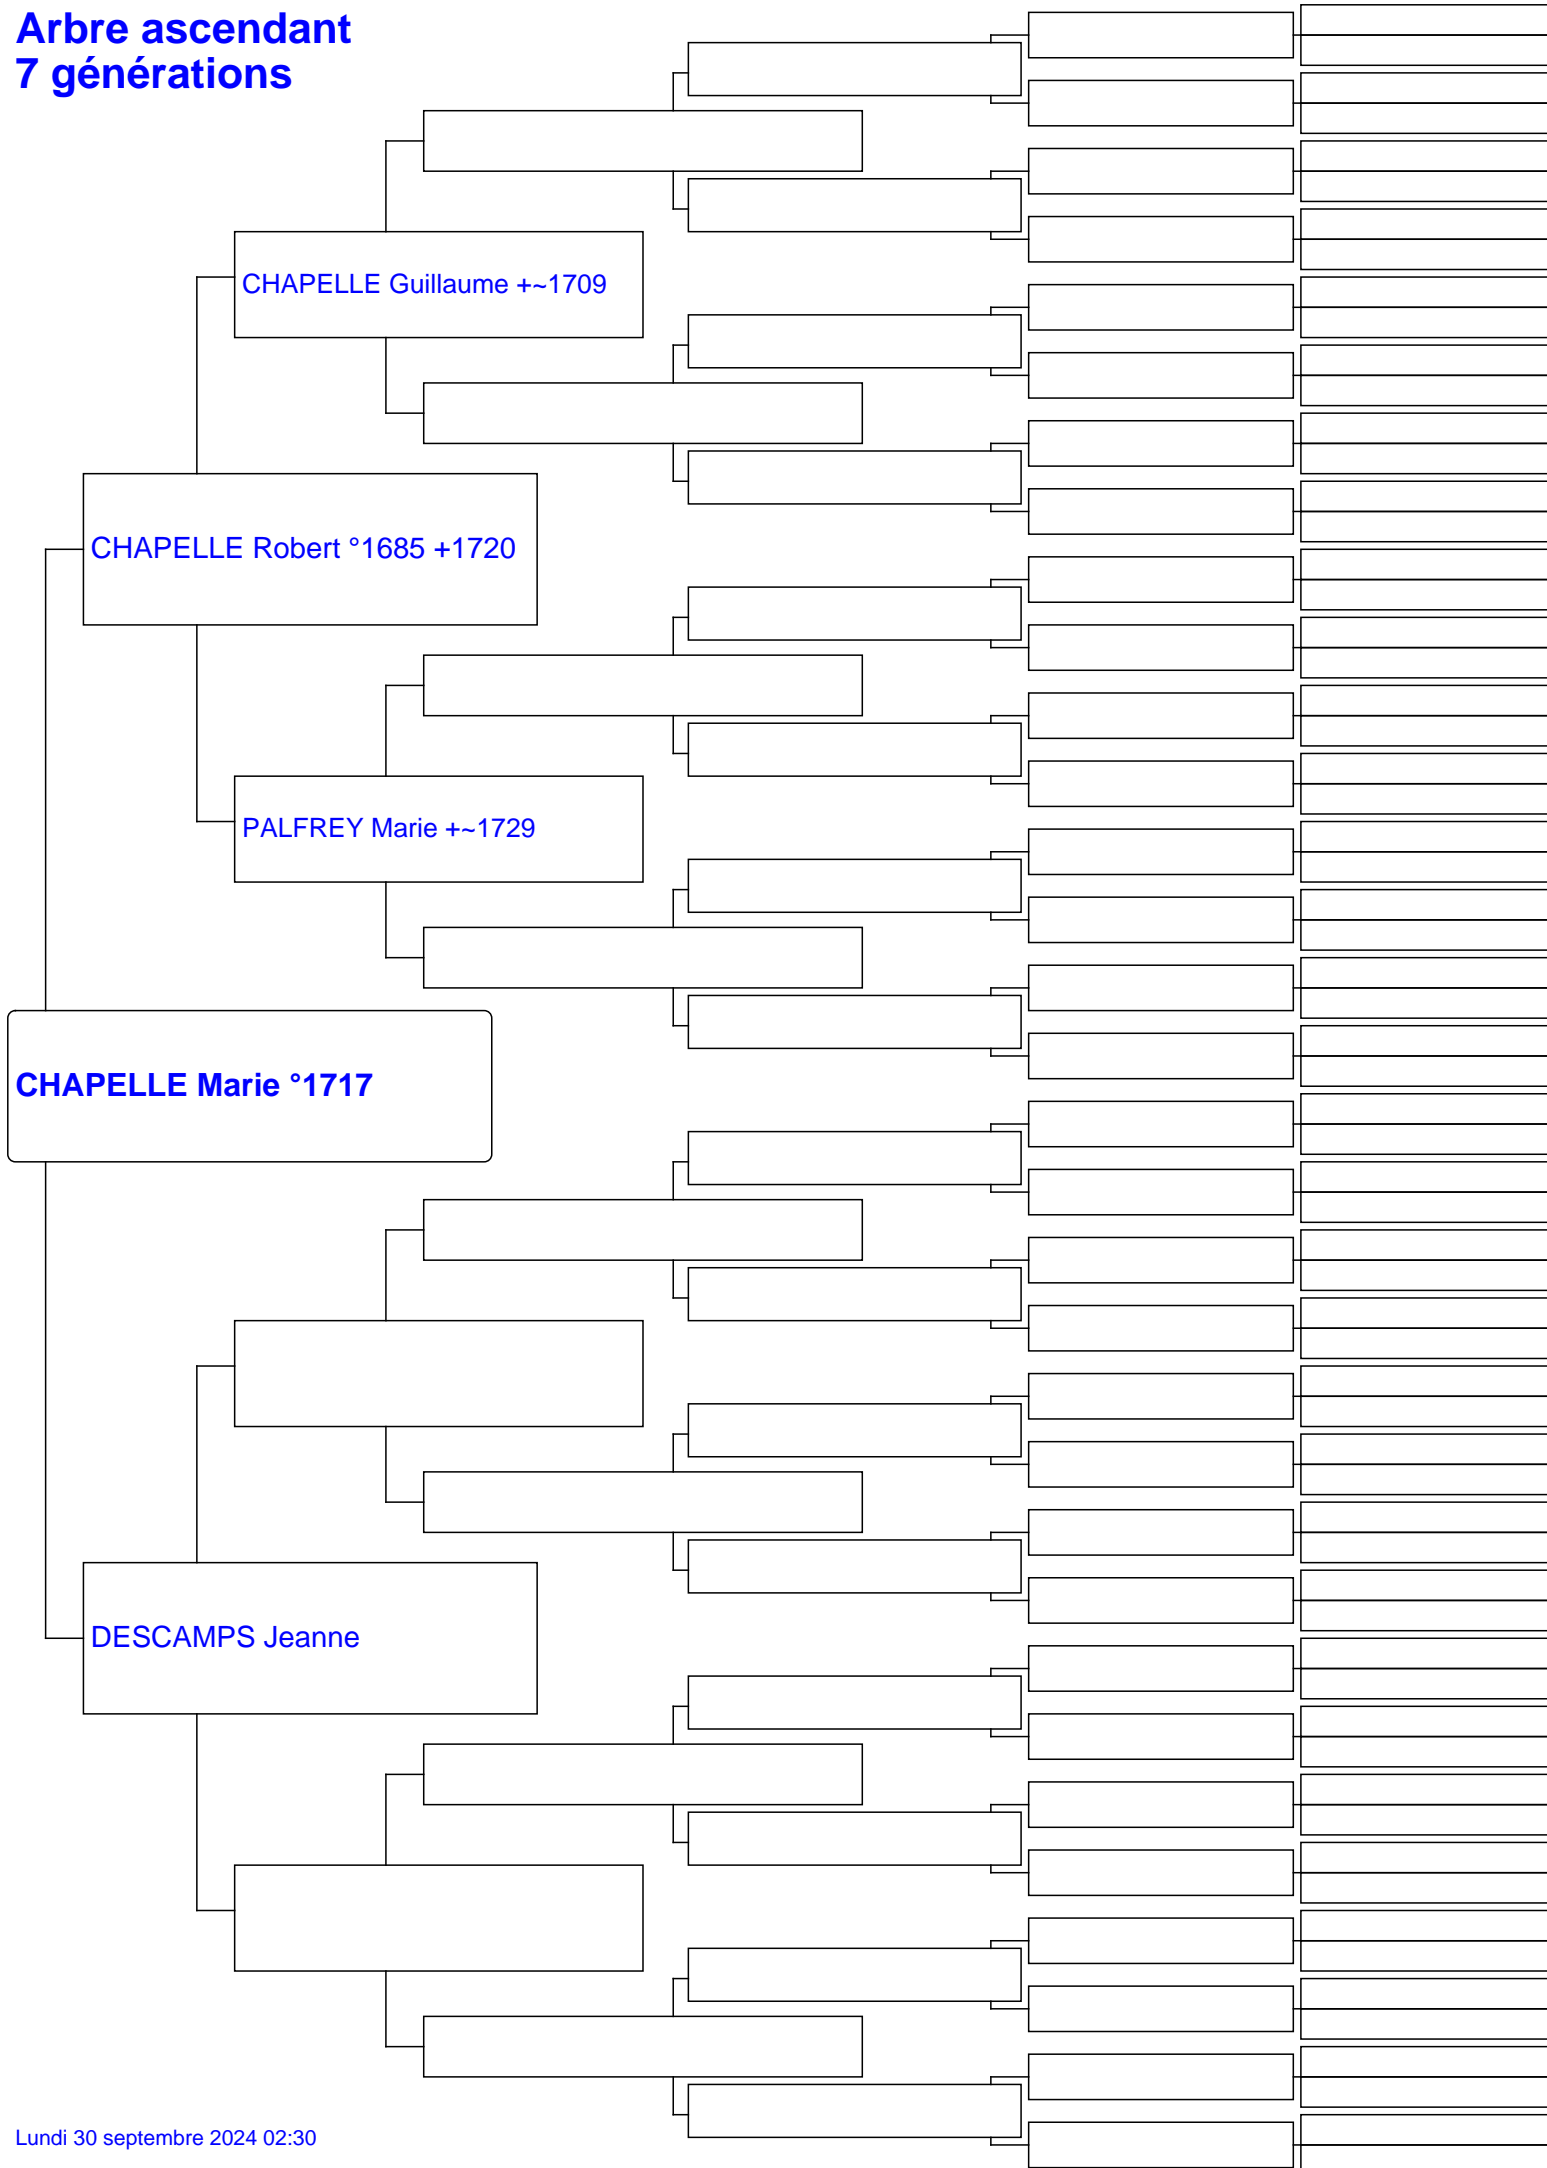 Arbre ascendant
7 générations
CHAPELLE Guillaume +~1709
CHAPELLE Robert °1685 +1720
PALFREY Marie +~1729
CHAPELLE Marie °1717
DESCAMPS Jeanne
Lundi 30 septembre 2024 02:30